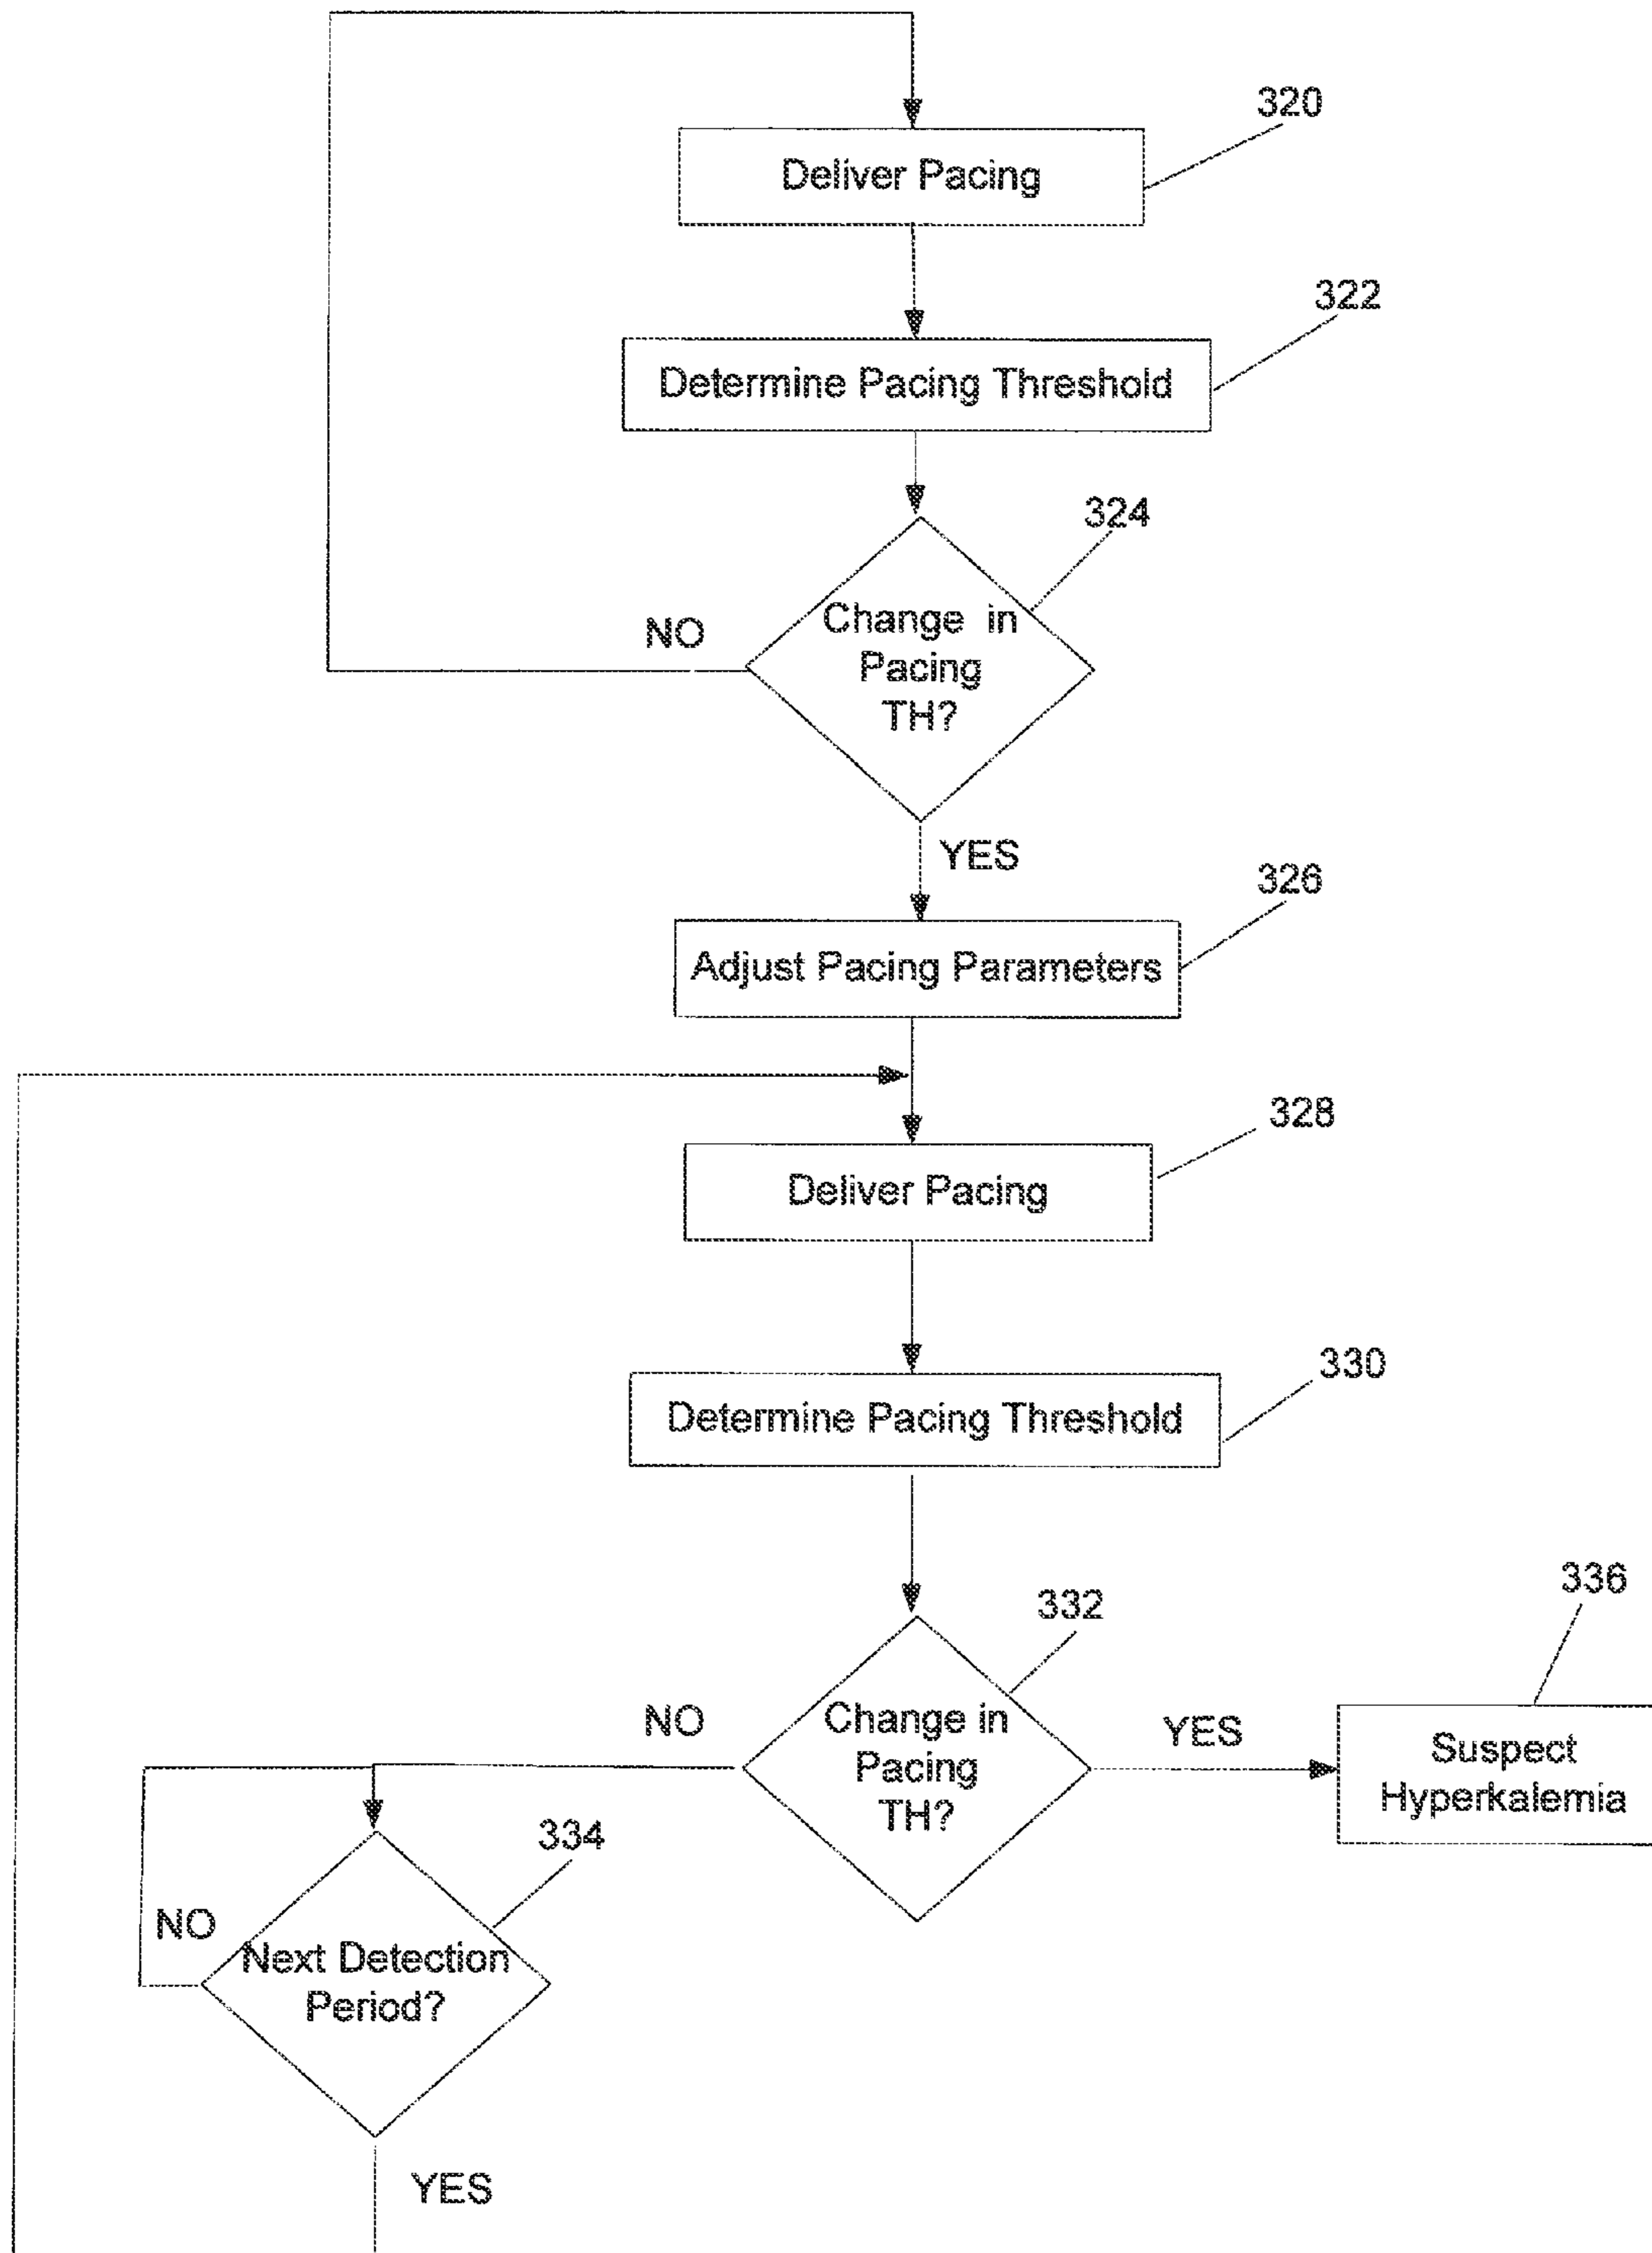 320
Deliver Pacing
322
Determine Pacing Threshold
324
Change in
Pacing
TH?
NO
YES
326
Adjust Pacing Parameters
328
Deliver Pacing
330
Determine Pacing Threshold
332
Change in
Pacing
TH?
NO
YES
336
Suspect
Hyperkalemia
334
Next Detection
Period?
NO
YES